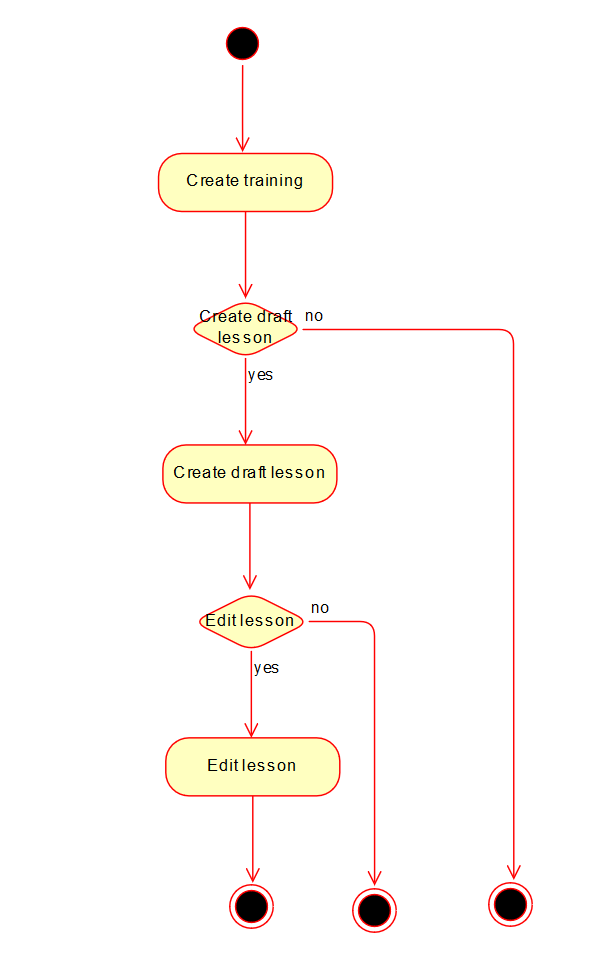 Create training
Create draft
lesson
no
yes
Create draft lesson
Edit lesson
no
yes
Edit lesson